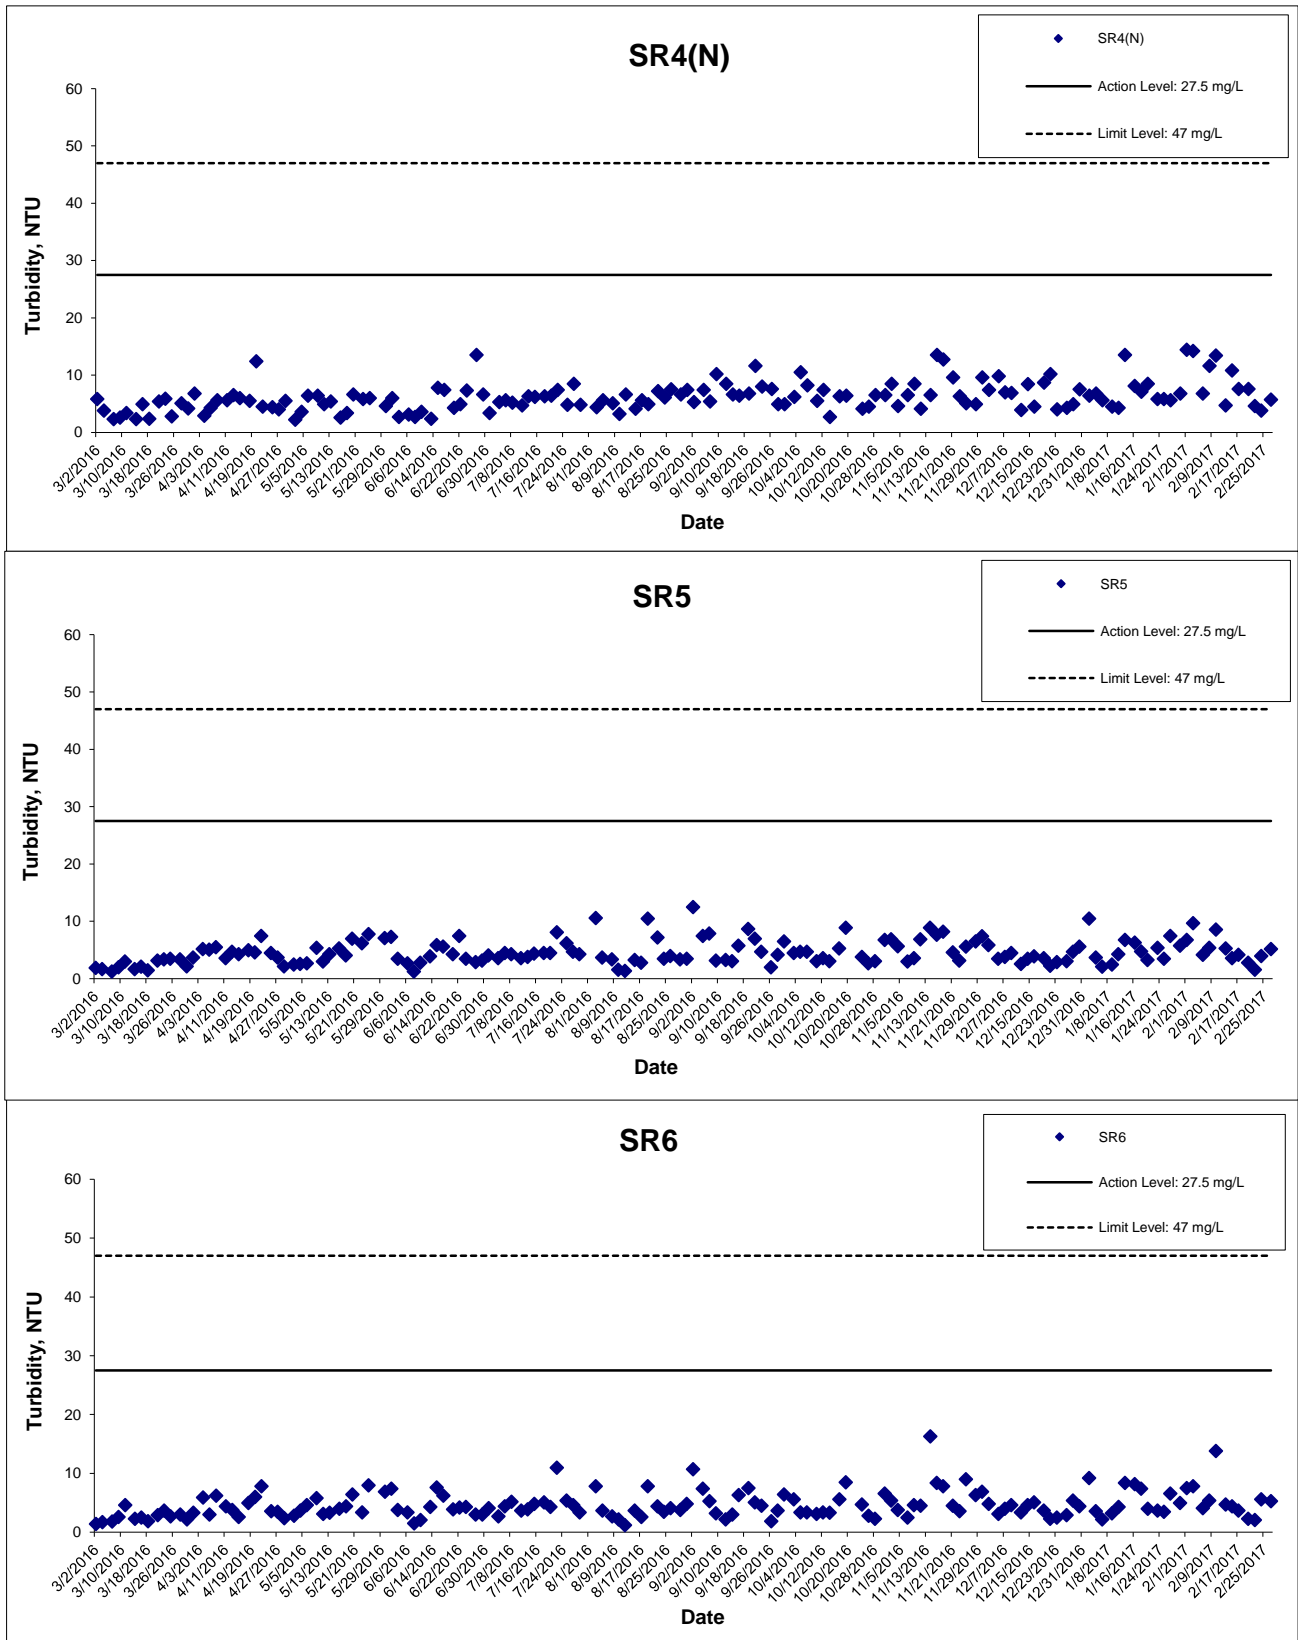 SR4(N)
SR4(N)
Action Level: 27.5 mg/L
Limit Level: 47 mg/L
Turbidity, NTU
60
50
40
30
20
10
0
3/2/2016 3/10/2016 3/18/2016 3/26/2016 4/3/2016 4/11/2016 4/19/2016 4/27/2016 5/5/2016 5/13/2016 5/21/2016 5/29/2016 6/6/2016 6/14/2016 6/22/2016 6/30/2016 7/8/2016 7/16/2016 7/24/2016 8/1/2016 8/9/2016 8/17/2016 8/25/2016 9/2/2016 9/10/2016 9/18/2016 9/26/2016 10/4/2016 10/12/2016 10/20/2016 10/28/2016 11/5/2016 11/13/2016 11/21/2016 11/29/2016 12/7/2016 12/15/2016 12/23/2016 12/31/2016 1/8/2017 1/16/2017 1/24/2017 2/1/2017 2/9/2017 2/17/2017 2/25/2017
Date
SR5
SR5
Action Level: 27.5 mg/L
Limit Level: 47 mg/L
Turbidity, NTU
60
50
40
30
20
10
0
3/2/2016 3/10/2016 3/18/2016 3/26/2016 4/3/2016 4/11/2016 4/19/2016 4/27/2016 5/5/2016 5/13/2016 5/21/2016 5/29/2016 6/6/2016 6/14/2016 6/22/2016 6/30/2016 7/8/2016 7/16/2016 7/24/2016 8/1/2016 8/9/2016 8/17/2016 8/25/2016 9/2/2016 9/10/2016 9/18/2016 9/26/2016 10/4/2016 10/12/2016 10/20/2016 10/28/2016 11/5/2016 11/13/2016 11/21/2016 11/29/2016 12/7/2016 12/15/2016 12/23/2016 12/31/2016 1/8/2017 1/16/2017 1/24/2017 2/1/2017 2/9/2017 2/17/2017 2/25/2017
Date
SR6
SR6
Action Level: 27.5 mg/L
Limit Level: 47 mg/L
Turbidity, NTU
60
50
40
30
20
10
0
3/2/2016 3/10/2016 3/18/2016 3/26/2016 4/3/2016 4/11/2016 4/19/2016 4/27/2016 5/5/2016 5/13/2016 5/21/2016 5/29/2016 6/6/2016 6/14/2016 6/22/2016 6/30/2016 7/8/2016 7/16/2016 7/24/2016 8/1/2016 8/9/2016 8/17/2016 8/25/2016 9/2/2016 9/10/2016 9/18/2016 9/26/2016 10/4/2016 10/12/2016 10/20/2016 10/28/2016 11/5/2016 11/13/2016 11/21/2016 11/29/2016 12/7/2016 12/15/2016 12/23/2016 12/31/2016 1/8/2017 1/16/2017 1/24/2017 2/1/2017 2/9/2017 2/17/2017 2/25/2017
Date